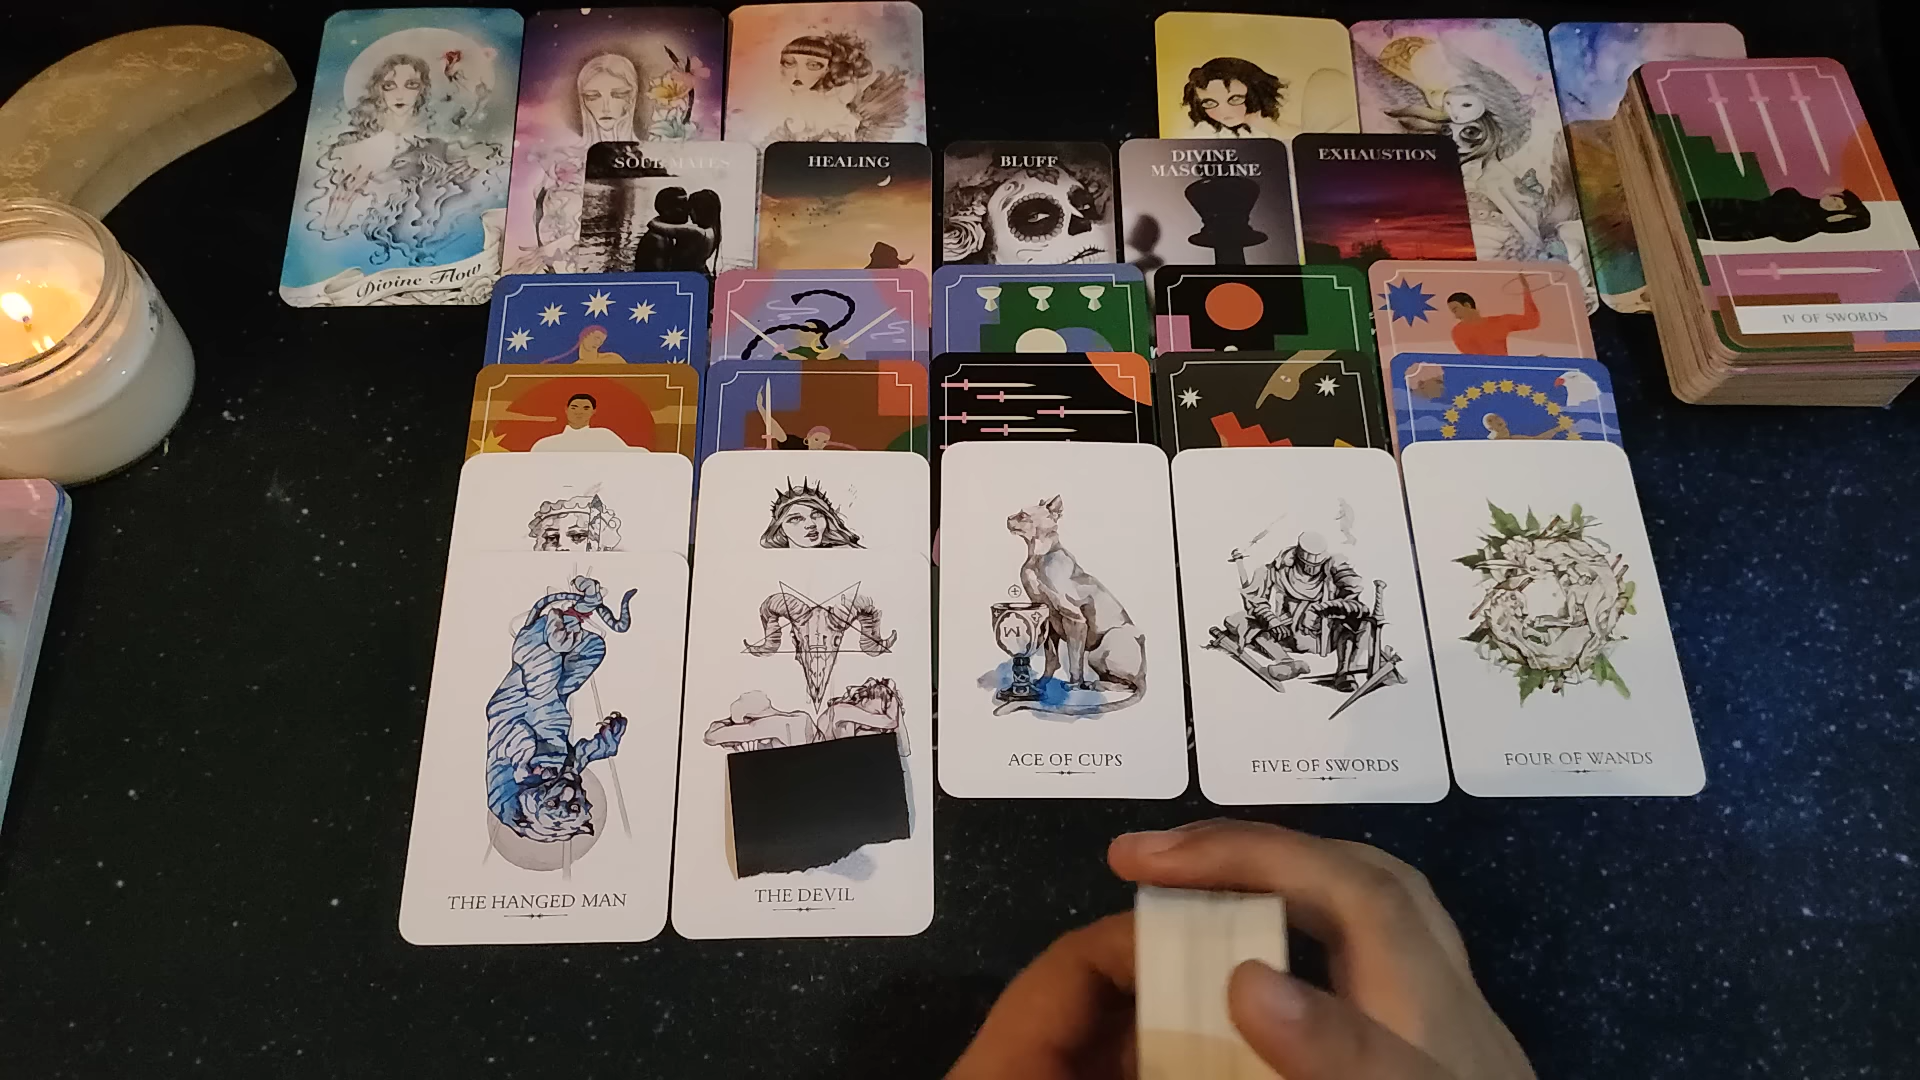 Divine Flow
SOULMATES
HEALING
BLUFF
DIVINE
MASCULINE
EXHAUSTION
IV OF SWORDS
ACE OF CUPS
FIVE OF SWORDS
FOUR OF WANDS
THE HANGED MAN
THE DEVIL